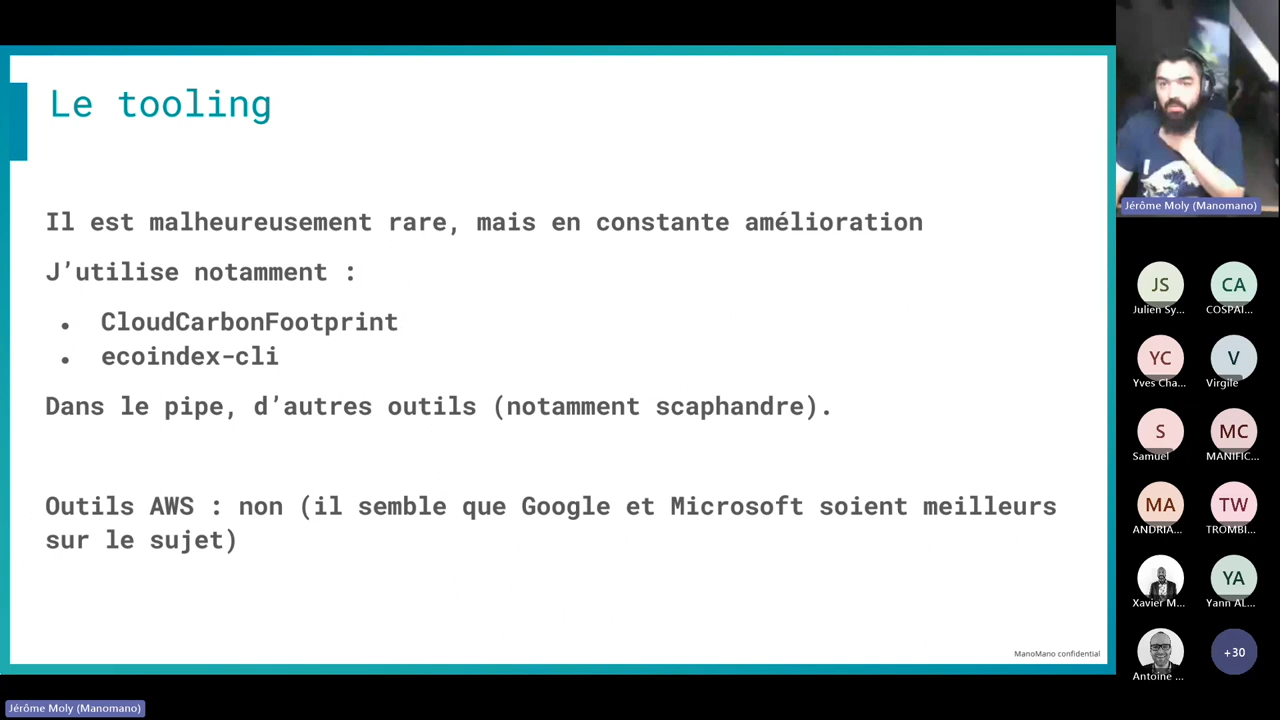 Le tooling
Il est malheureusement rare, mais en constante amélioration
J’utilise notamment :
• CloudCarbonFootprint
• ecoindex-cli
Dans le pipe, d’autres outils (notamment scaphandre).
Outils AWS : non (il semble que Google et Microsoft soient meilleurs
sur le sujet)
ManoMano confidential
Jérôme Moly (Manomano)
JS
CA
Julien Sy...
COSPAI...
YC
V
Yves Cha...
Virgile
S
MC
Samuel
MANIFIC...
MA
TW
ANDRIA...
TROMBI...
YA
Xavier M...
Yann AL...
+30
Antoine ...
Jérôme Moly (Manomano)